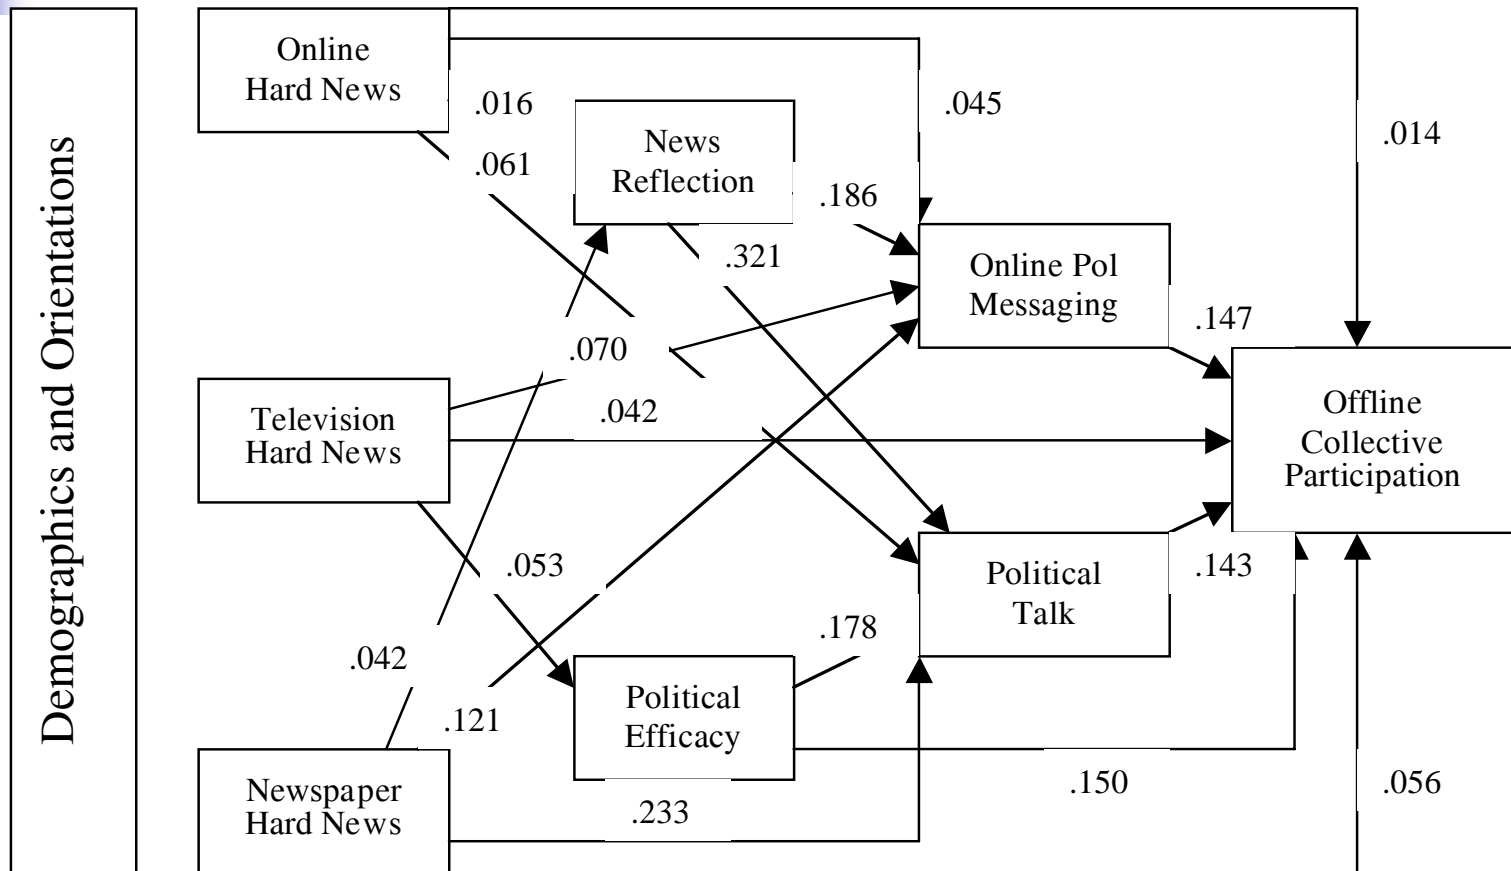 Demographics and Orientations
Online
Hard News
.016
.061
News
Reflection
.045
.014
.186
.321
Online Pol
Messaging
.147
.070
.042
Television
Hard News
Offline
Collective
Participation
.053
Political
Talk
.143
.178
.042
.121
Political
Efficacy
Newspaper
Hard News
.233
.150
.056